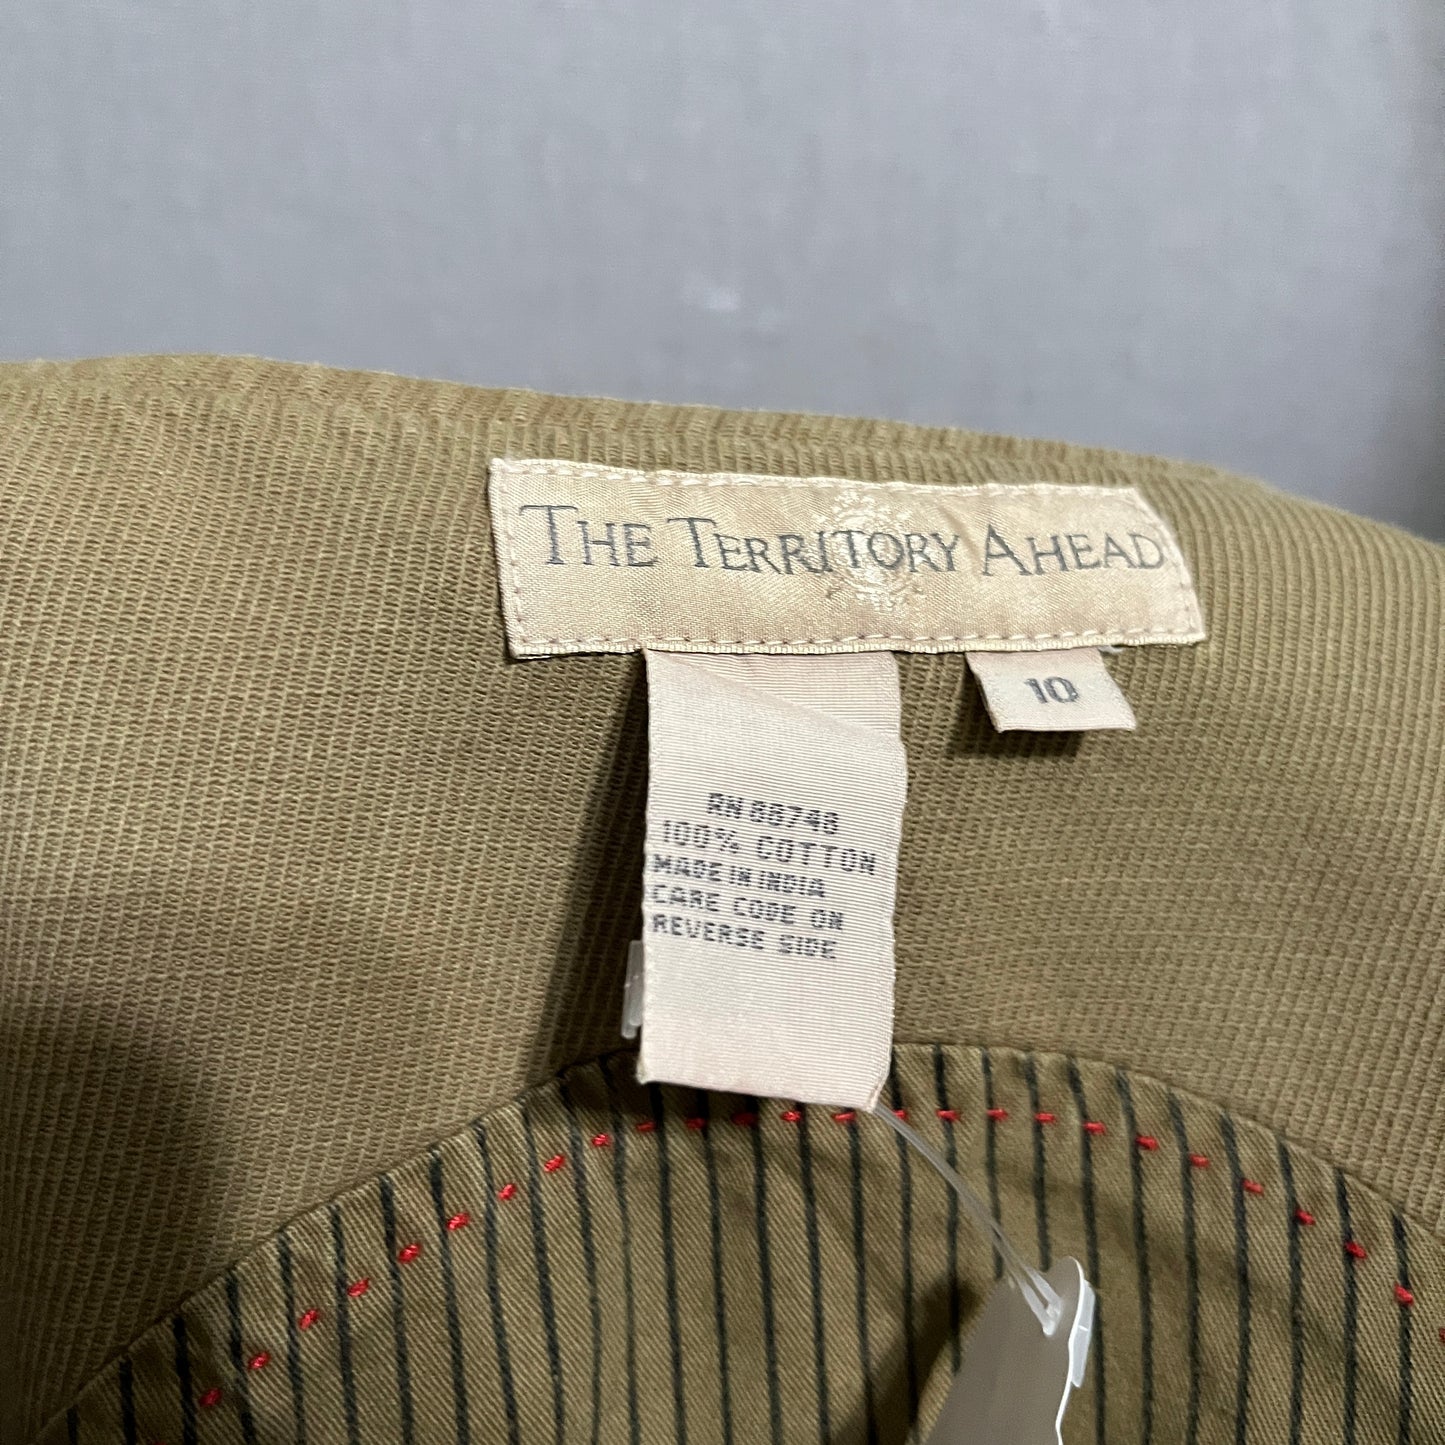 THE TERRITORY AHEAD
10
RN 88748
100% COTTON
MADE IN INDIA
CARE CODE ON
REVERSE SIDE